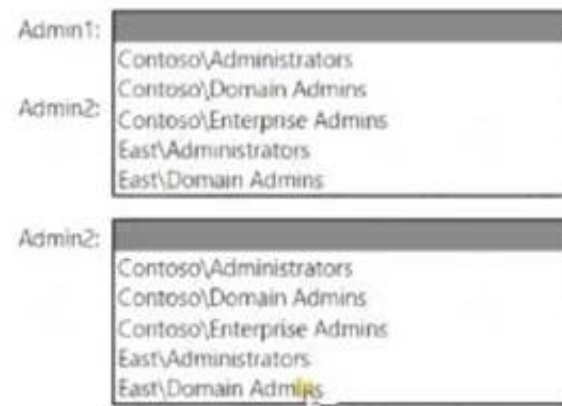 Admin1:
Contoso\Administrators
Contoso\Domain Admins
Admin2:
Contoso\Enterprise Admins
East\Administrators
East\Domain Admins
Admin2:
Contoso\Administrators
Contoso\Domain Admins
Contoso\Enterprise Admins
East\Administrators
East\Domain Admins